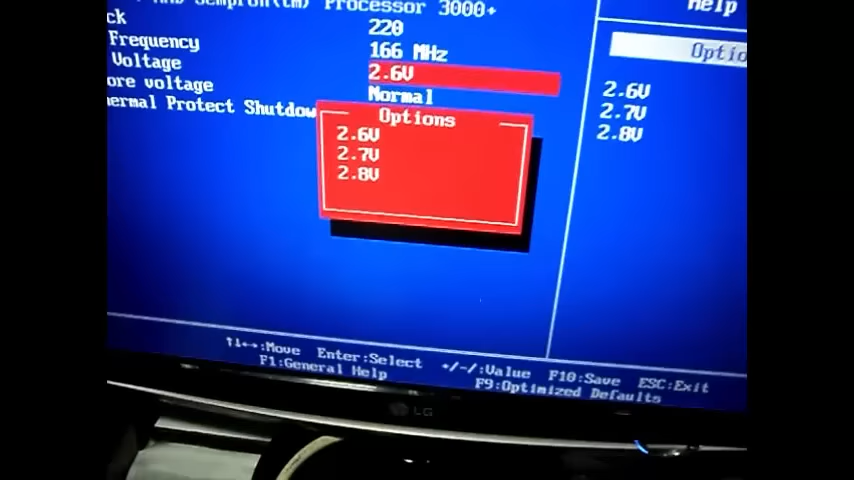 Processor 3000+
Help
ck
220
Frequency
166 MHz
Optio
Voltage
2.6V
ore voltage
Normal
2.6V
ermal Protect Shutdow
2.7V
2.8V
Options
2.6V
2.7V
2.8V
↑↓↔:Move Enter:Select +/-/:Value F10:Save ESC:Exit
F1:General Help F9:Optimized Defaults
LG